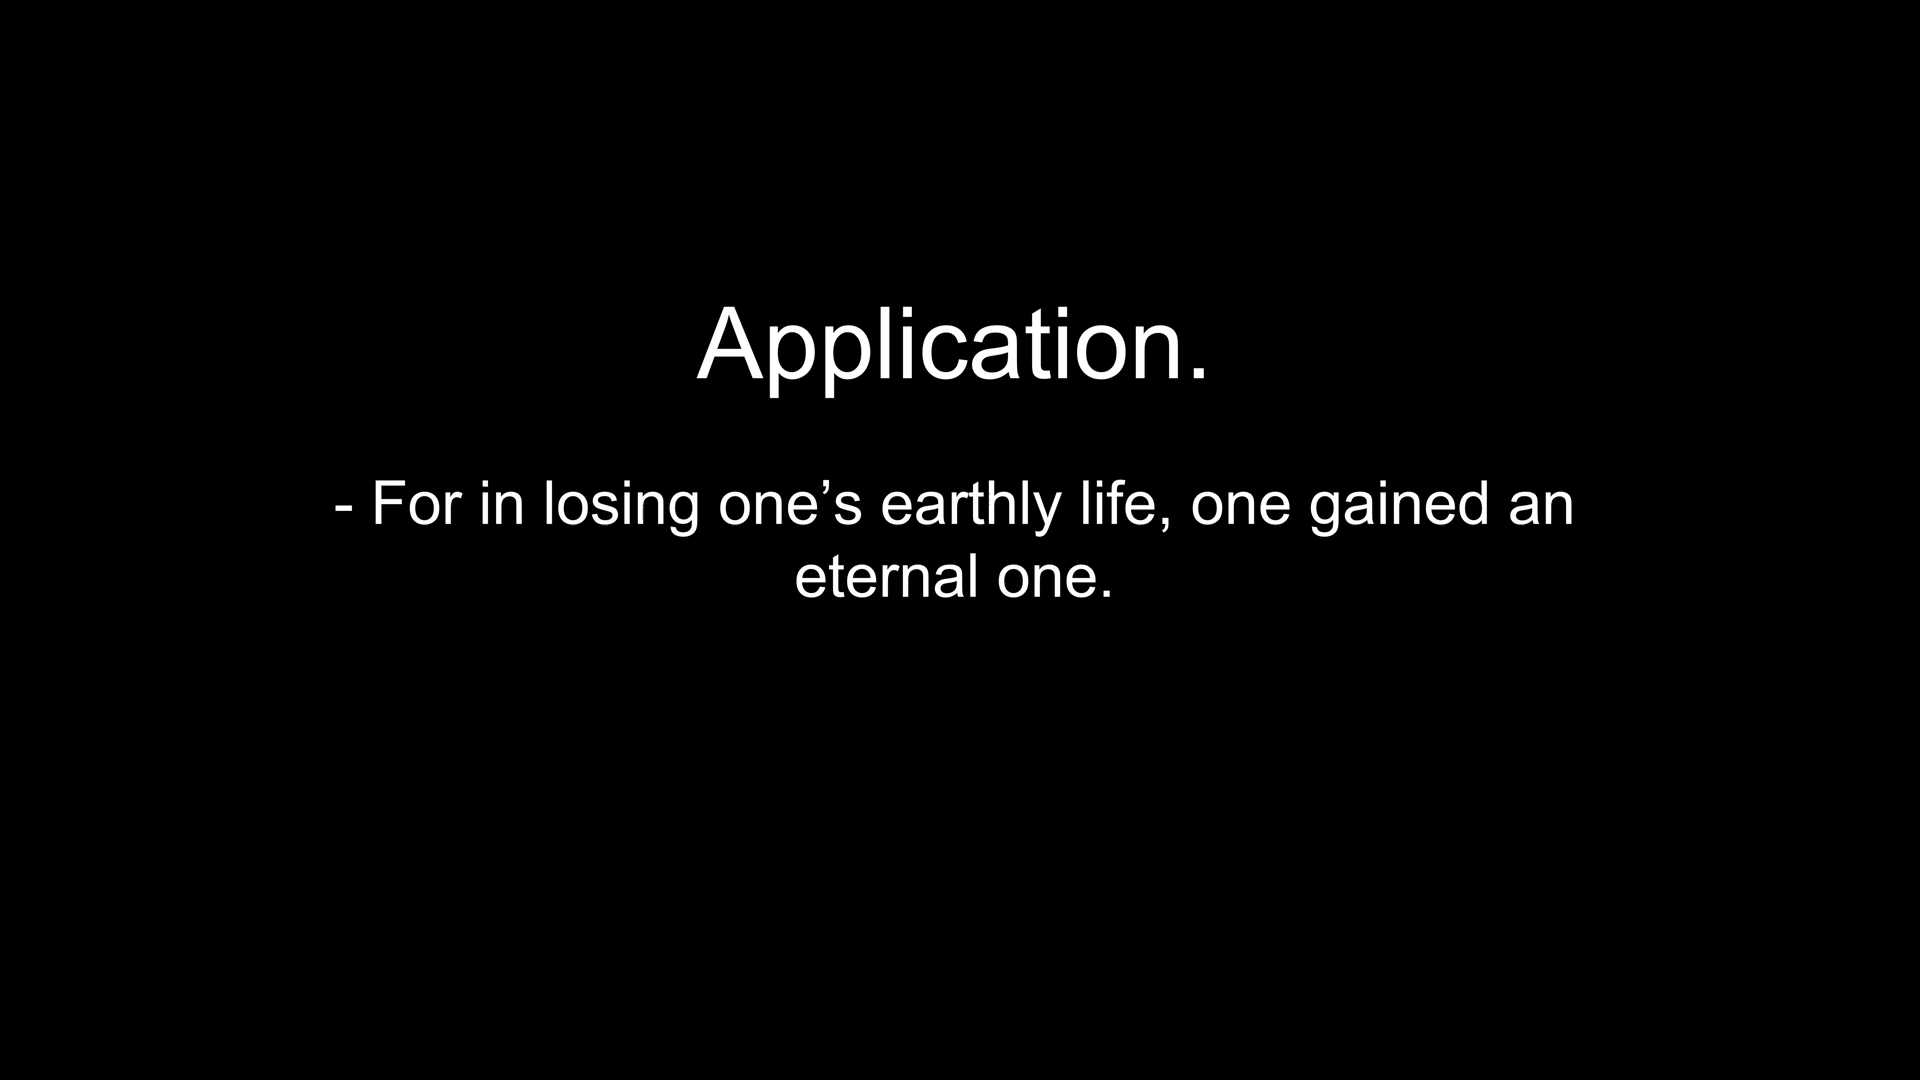 Application.
- For in losing one’s earthly life, one gained an
eternal one.